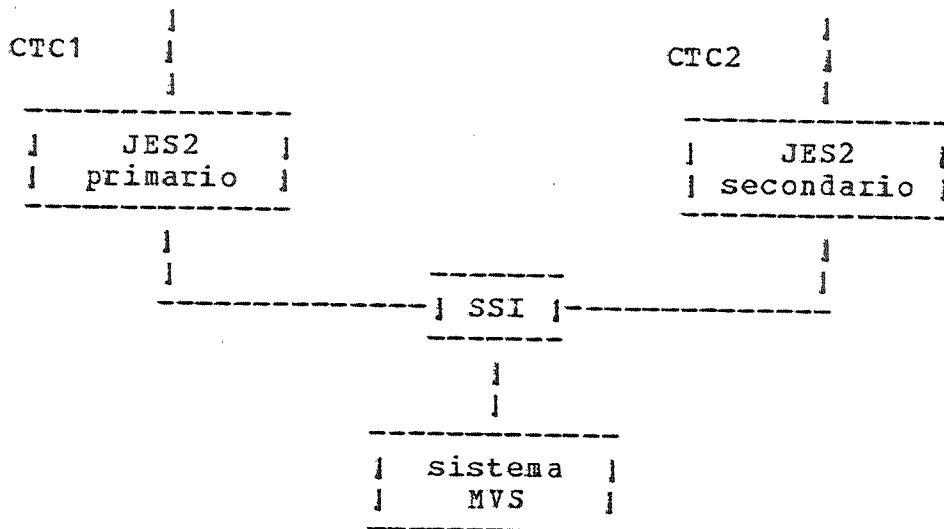 CTC1
CTC2
JES2
primario
JES2
secondario
SSI
sistema
MVS